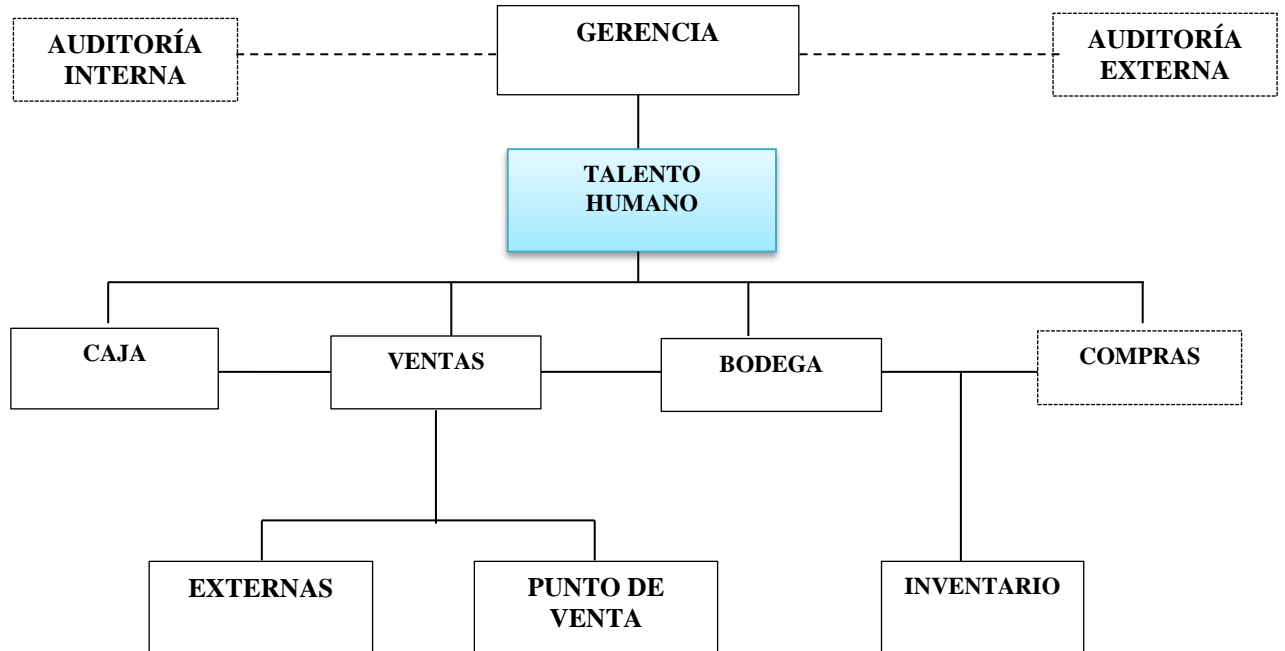 AUDITORÍA
INTERNA
GERENCIA
AUDITORÍA
EXTERNA
TALENTO
HUMANO
CAJA
VENTAS
BODEGA
COMPRAS
EXTERNAS
PUNTO DE
VENTA
INVENTARIO